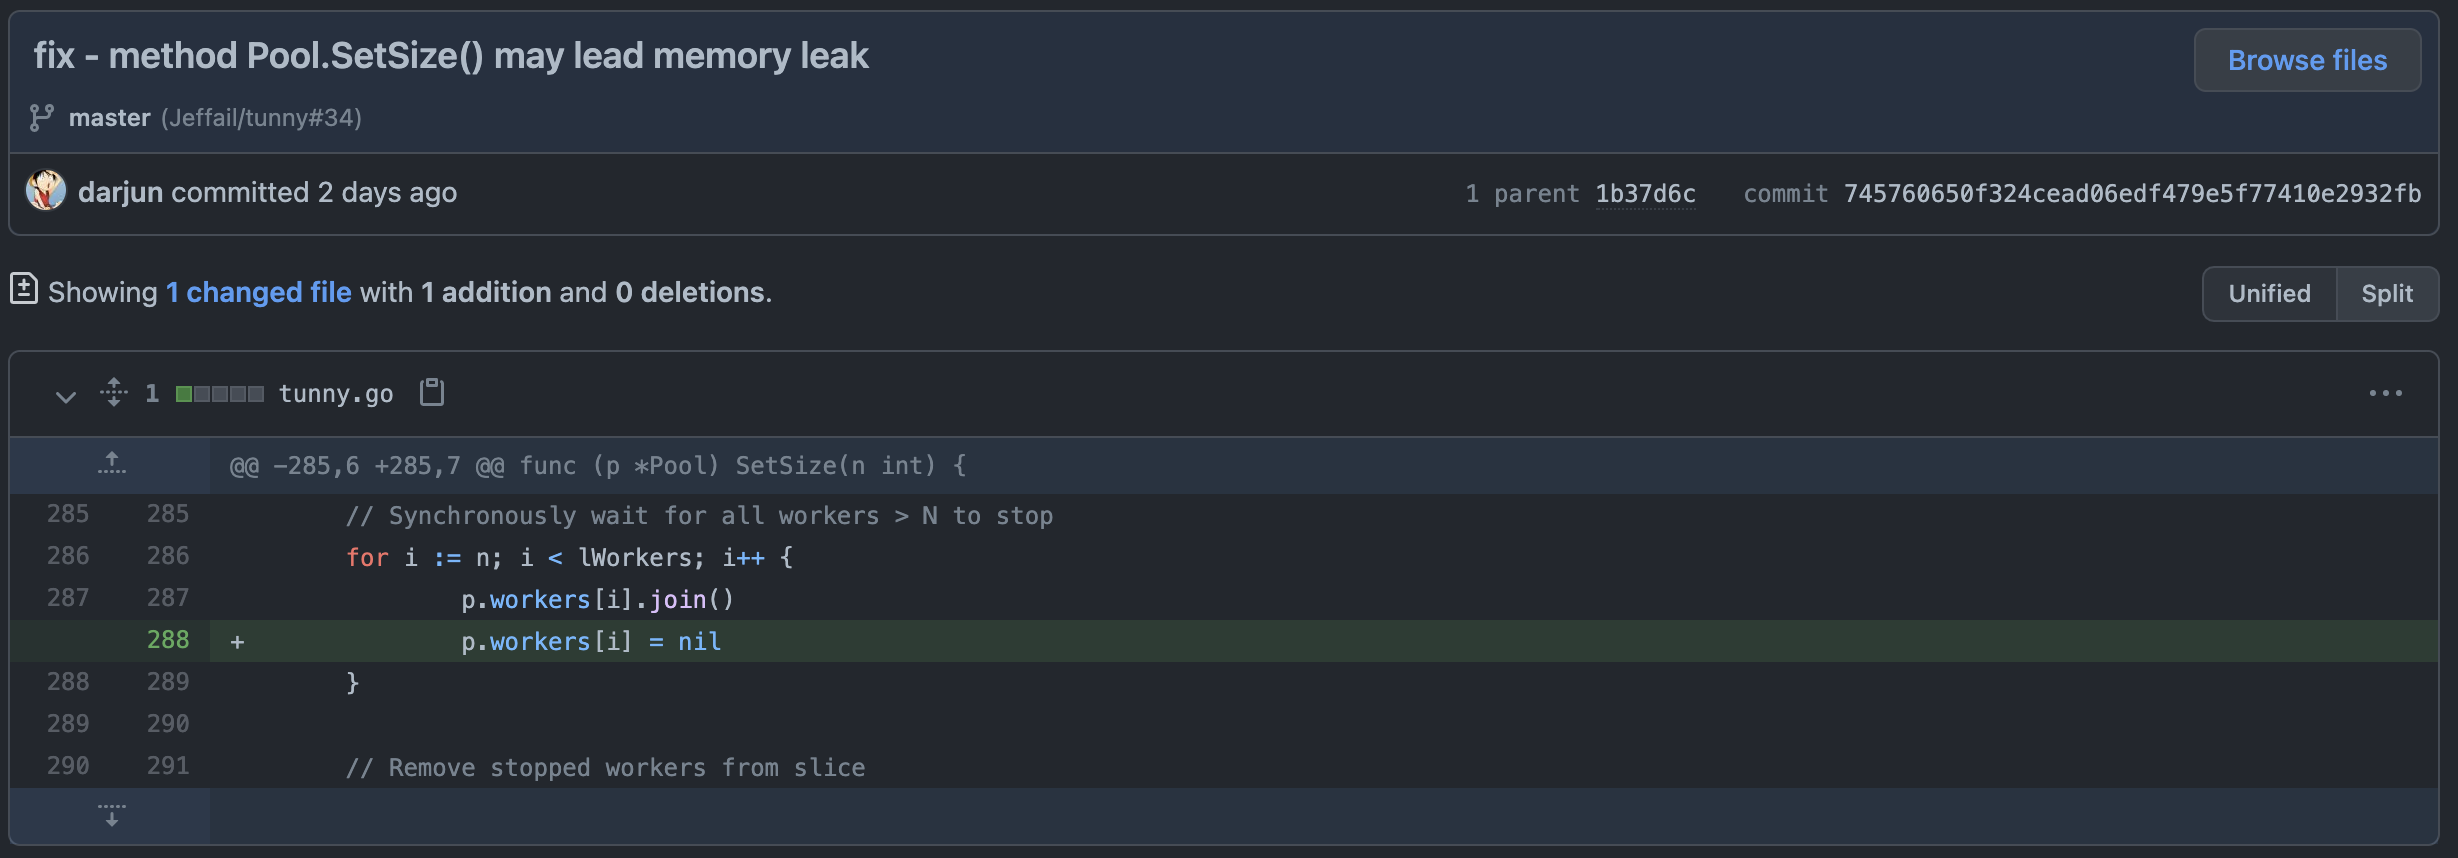 fix - method Pool.SetSize() may lead memory leak
Browse files
master (Jeffail/tunny#34)
darjun committed 2 days ago
1 parent 1b37d6c commit 745760650f324cead06edf479e5f77410e2932fb
Showing 1 changed file with 1 addition and 0 deletions.
Unified Split
1 tunny.go
@@ -285,6 +285,7 @@ func (p *Pool) SetSize(n int) {
285 285 // Synchronously wait for all workers > N to stop
286 286 for i := n; i < lWorkers; i++ {
287 287 p.workers[i].join()
288 + p.workers[i] = nil
288 289 }
289 290
290 291 // Remove stopped workers from slice